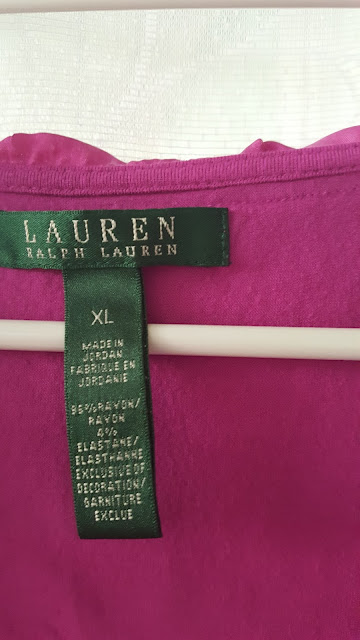 LAUREN
RALPH LAUREN
XL
MADE IN
JORDAN
FABRIQUE EN
JORDANIE
96%RAYON/
RAYON
4%
ELASTANE/
ELASTHANNE
EXCLUSIVE OF
DECORATION/
GARNITURE
EXCLUE